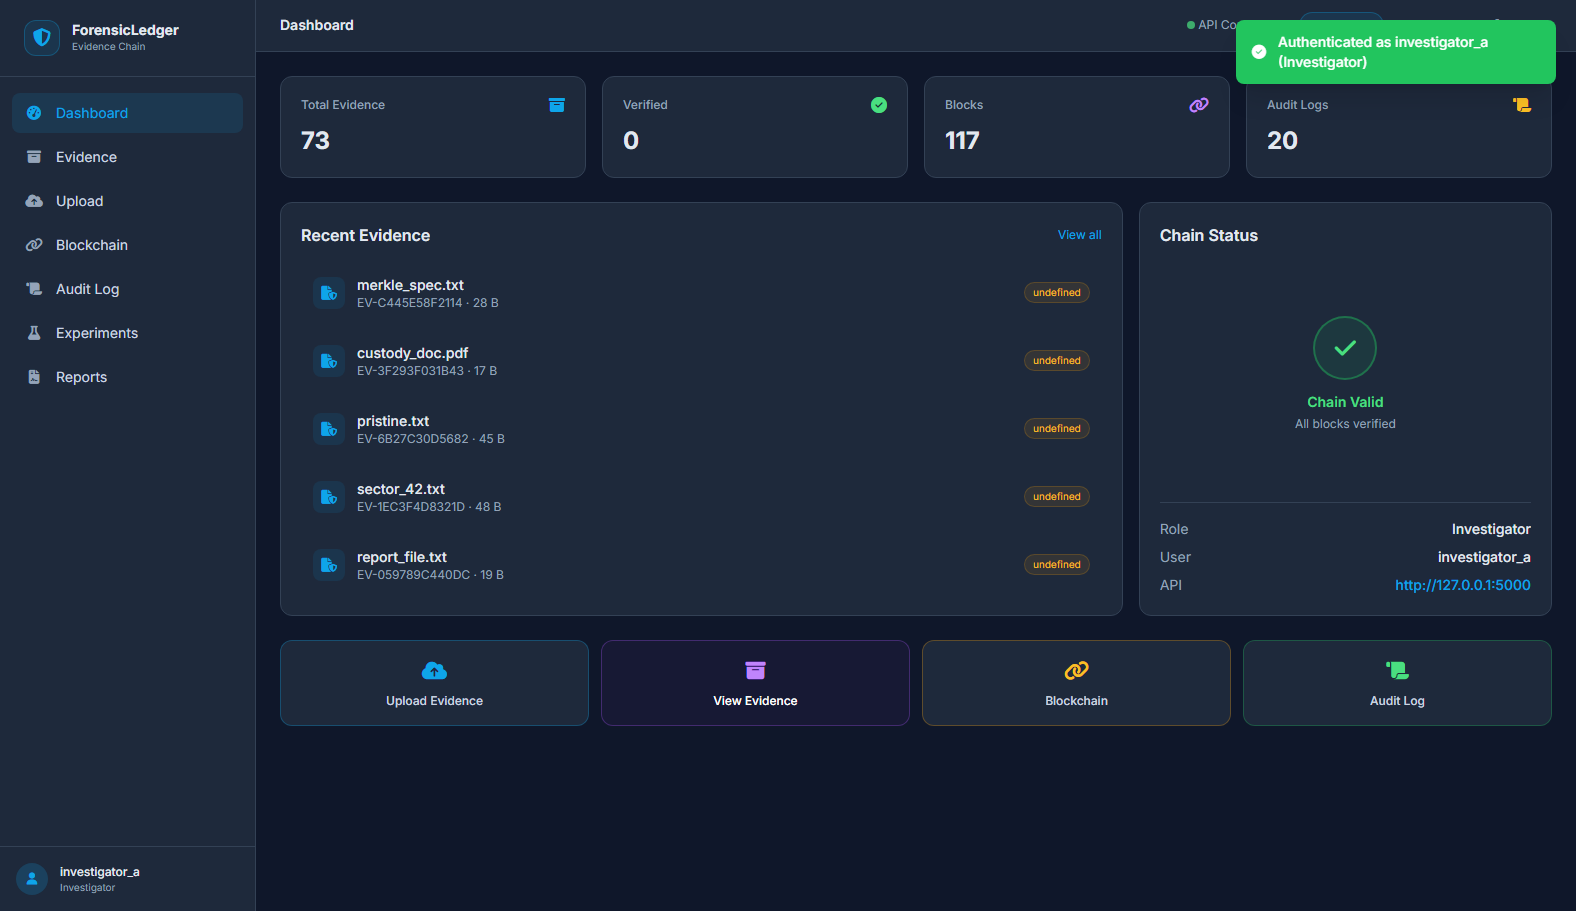 ForensicLedger
Evidence Chain
Dashboard
Evidence
Upload
Blockchain
Audit Log
Experiments
Reports
investigator_a
Investigator
Dashboard
API
Authenticated as investigator_a
(Investigator)
Total Evidence
73
Verified
0
Blocks
117
Audit Logs
20
Recent Evidence
View all
merkle_spec.txt
EV-C445E58F2114 · 28 B
undefined
custody_doc.pdf
EV-3F293F031B43 · 17 B
undefined
pristine.txt
EV-6B27C30D5682 · 45 B
undefined
sector_42.txt
EV-1EC3F4D8321D · 48 B
undefined
report_file.txt
EV-059789C440DC · 19 B
undefined
Chain Status
Chain Valid
All blocks verified
Role Investigator
User investigator_a
API http://127.0.0.1:5000
Upload Evidence
View Evidence
Blockchain
Audit Log